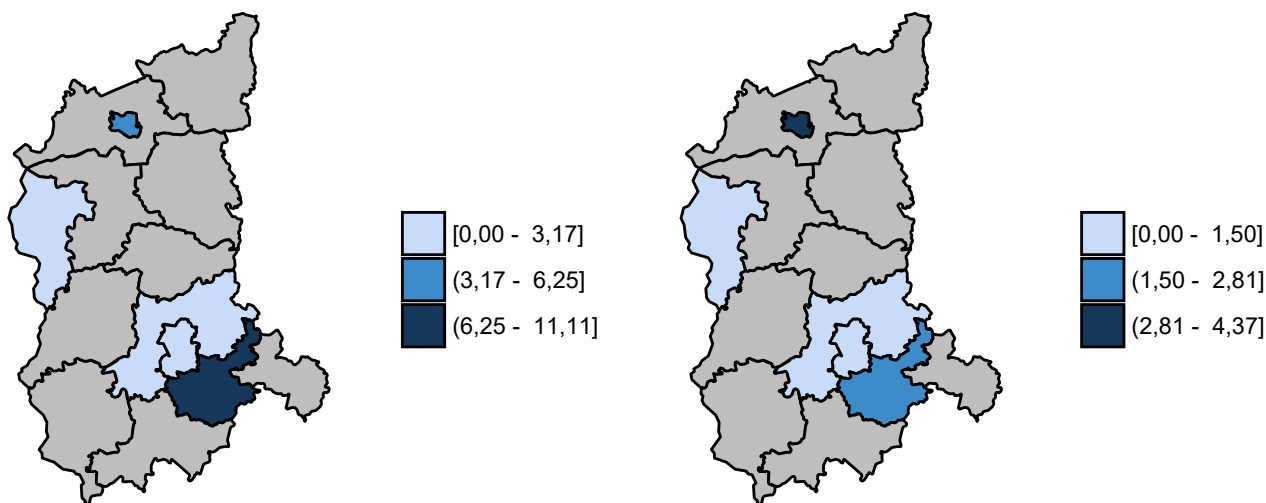 [0,00 - 3,17]
(3,17 - 6,25]
(6,25 - 11,11]
[0,00 - 1,50]
(1,50 - 2,81]
(2,81 - 4,37]